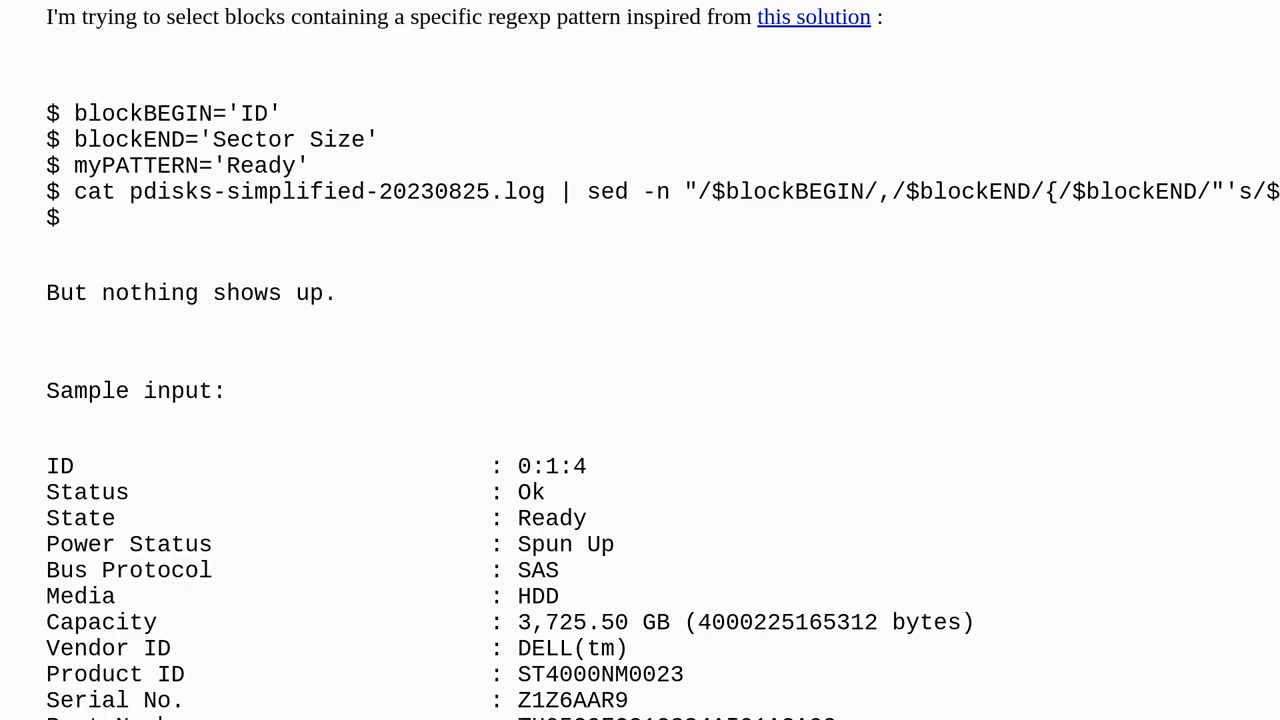 I'm trying to select blocks containing a specific regexp pattern inspired from this solution :
$ blockBEGIN='ID'
$ blockEND='Sector Size'
$ myPATTERN='Ready'
$ cat pdisks-simplified-20230825.log | sed -n "/$blockBEGIN/,/$blockEND/{/$blockEND/"'s/$
$
But nothing shows up.
Sample input:
ID : 0:1:4
Status : Ok
State : Ready
Power Status : Spun Up
Bus Protocol : SAS
Media : HDD
Capacity : 3,725.50 GB (4000225165312 bytes)
Vendor ID : DELL(tm)
Product ID : ST4000NM0023
Serial No. : Z1Z6AAR9